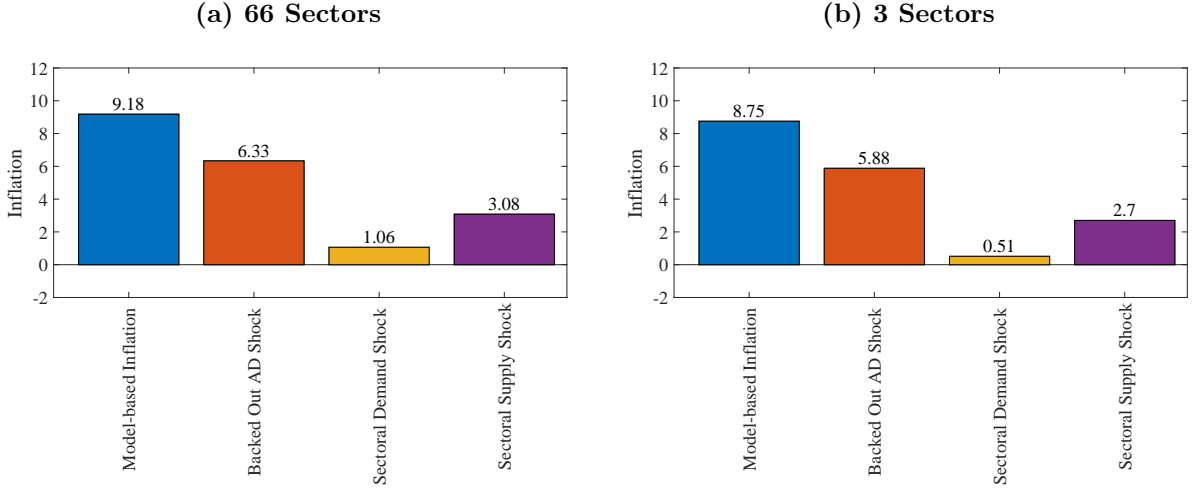 (a) 66 Sectors
12
10
8
6
4
2
0
-2
Inflation
9.18
6.33
1.06
3.08
Model-based Inflation
Backed Out AD Shock
Sectoral Demand Shock
Sectoral Supply Shock
(b) 3 Sectors
12
10
8
6
4
2
0
-2
Inflation
8.75
5.88
0.51
2.7
Model-based Inflation
Backed Out AD Shock
Sectoral Demand Shock
Sectoral Supply Shock